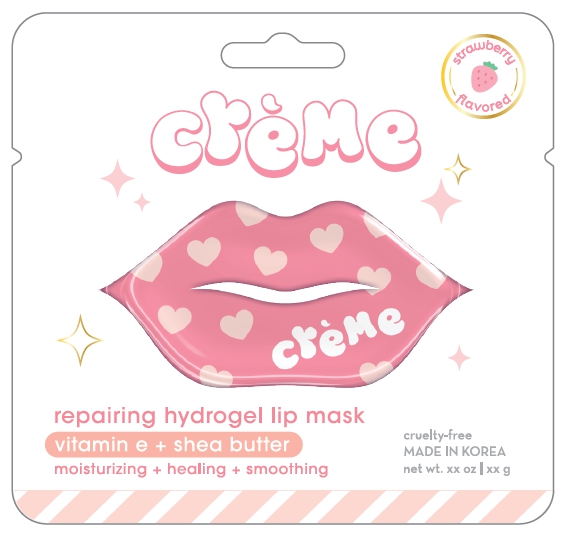 strawberry
flavored
crème
crème
repairing hydrogel lip mask
vitamin e + shea butter
moisturizing + healing + smoothing
cruelty-free
MADE IN KOREA
net wt. xx oz | xx g